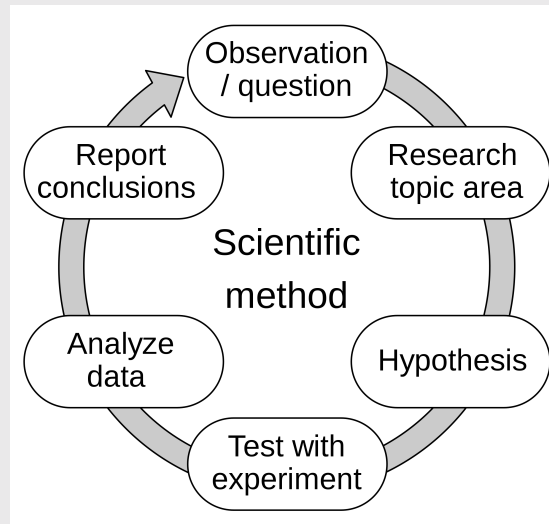 Observation
/ question
Research
topic area
Hypothesis
Test with
experiment
Analyze
data
Report
conclusions
Scientific
method